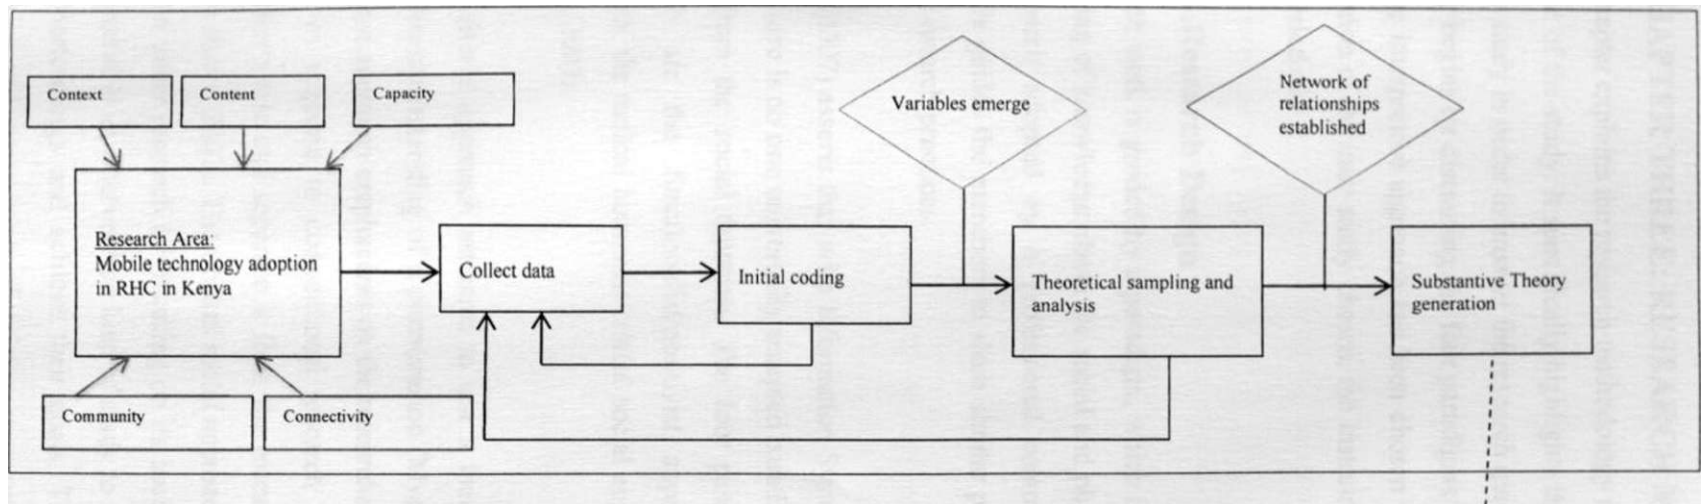 Context
Content
Capacity
Variables emerge
Network of
relationships
established
Research Area:
Mobile technology adoption
in RHC in Kenya
Collect data
Initial coding
Theoretical sampling and
analysis
Substantive Theory
generation
Community
Connectivity